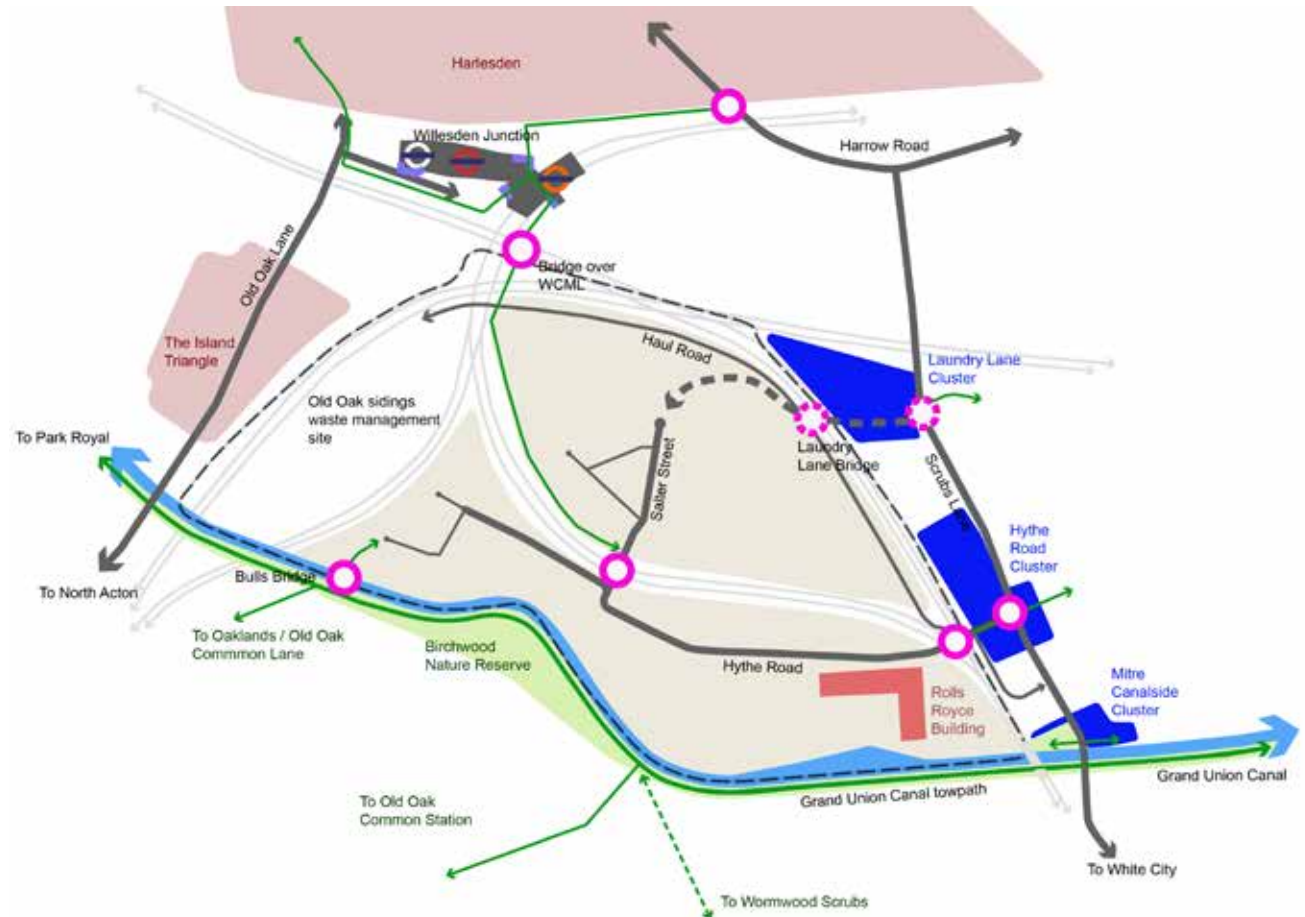 Harlesden
Willesden Junction
Harrow Road
Old Oak Lane
Bridge over
WCML
The Island
Triangle
Haul Road
Laundry Lane
Cluster
Old Oak sidings
waste management
site
To Park Royal
Salter Street
Laundry
Lane Bridge
Scrubs Lane
Hythe
Road
Cluster
Bulls Bridge
To North Acton
To Oaklands / Old Oak
Commmon Lane
Birchwood
Nature Reserve
Hythe Road
Rolls
Royce
Building
Mitre
Canalside
Cluster
Grand Union Canal
Grand Union Canal towpath
To Old Oak
Common Station
To White City
To Wormwood Scrubs